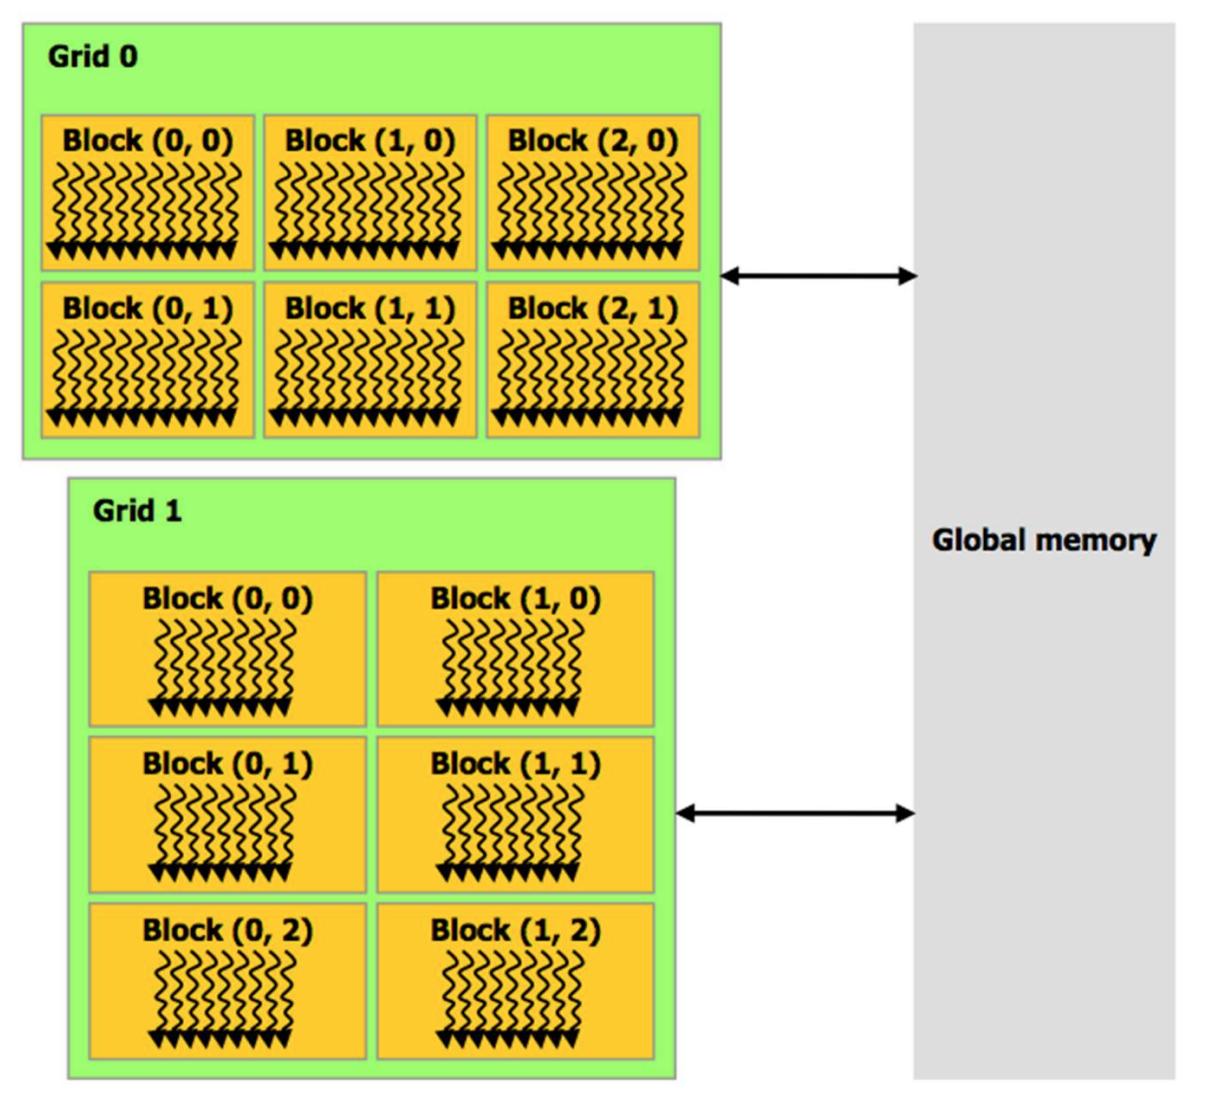 Grid 0
Block (0, 0) Block (1, 0) Block (2, 0)
Block (0, 1) Block (1, 1) Block (2, 1)
Grid 1
Block (0, 0) Block (1, 0)
Block (0, 1) Block (1, 1)
Block (0, 2) Block (1, 2)
Global memory